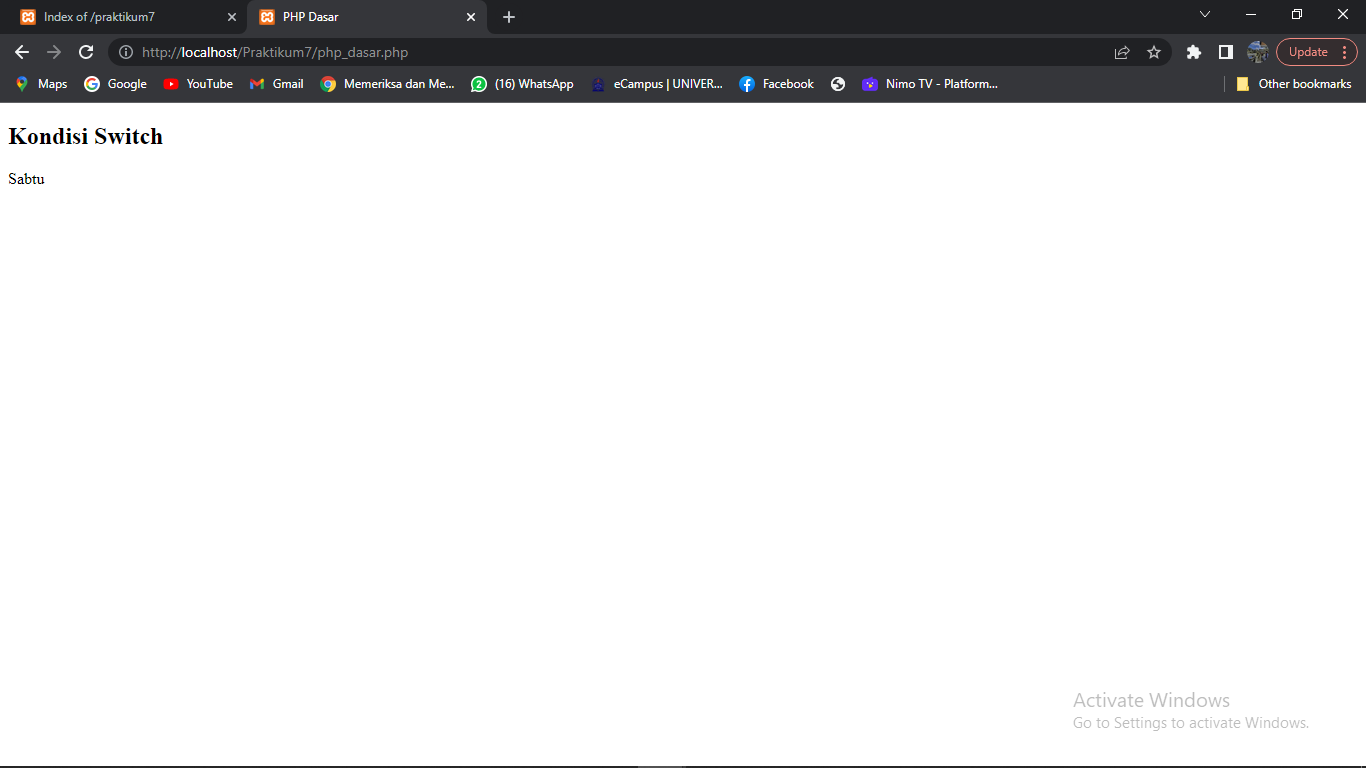 Index of /praktikum7
PHP Dasar
http://localhost/Praktikum7/php_dasar.php
Update
Maps
Google
YouTube
Gmail
Memeriksa dan Me...
2
(16) WhatsApp
eCampus | UNIVER...
Facebook
Nimo TV - Platform...
Other bookmarks
Kondisi Switch
Sabtu
Activate Windows
Go to Settings to activate Windows.